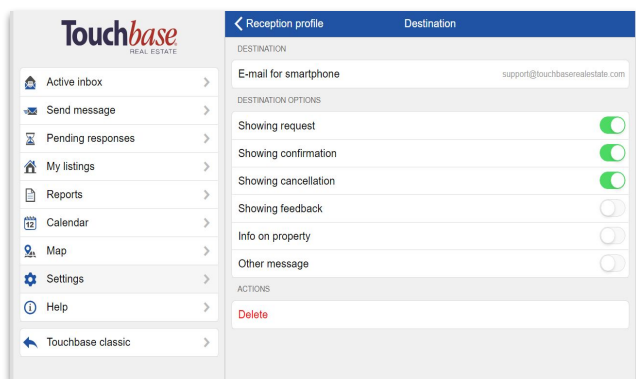 Touchbase
REAL ESTATE
Active inbox
Send message
Pending responses
My listings
Reports
12
Calendar
Map
Settings
Help
Touchbase classic
Reception profile
Destination
DESTINATION
E-mail for smartphone
support@touchbaserealestate.com
DESTINATION OPTIONS
Showing request
Showing confirmation
Showing cancellation
Showing feedback
Info on property
Other message
ACTIONS
Delete